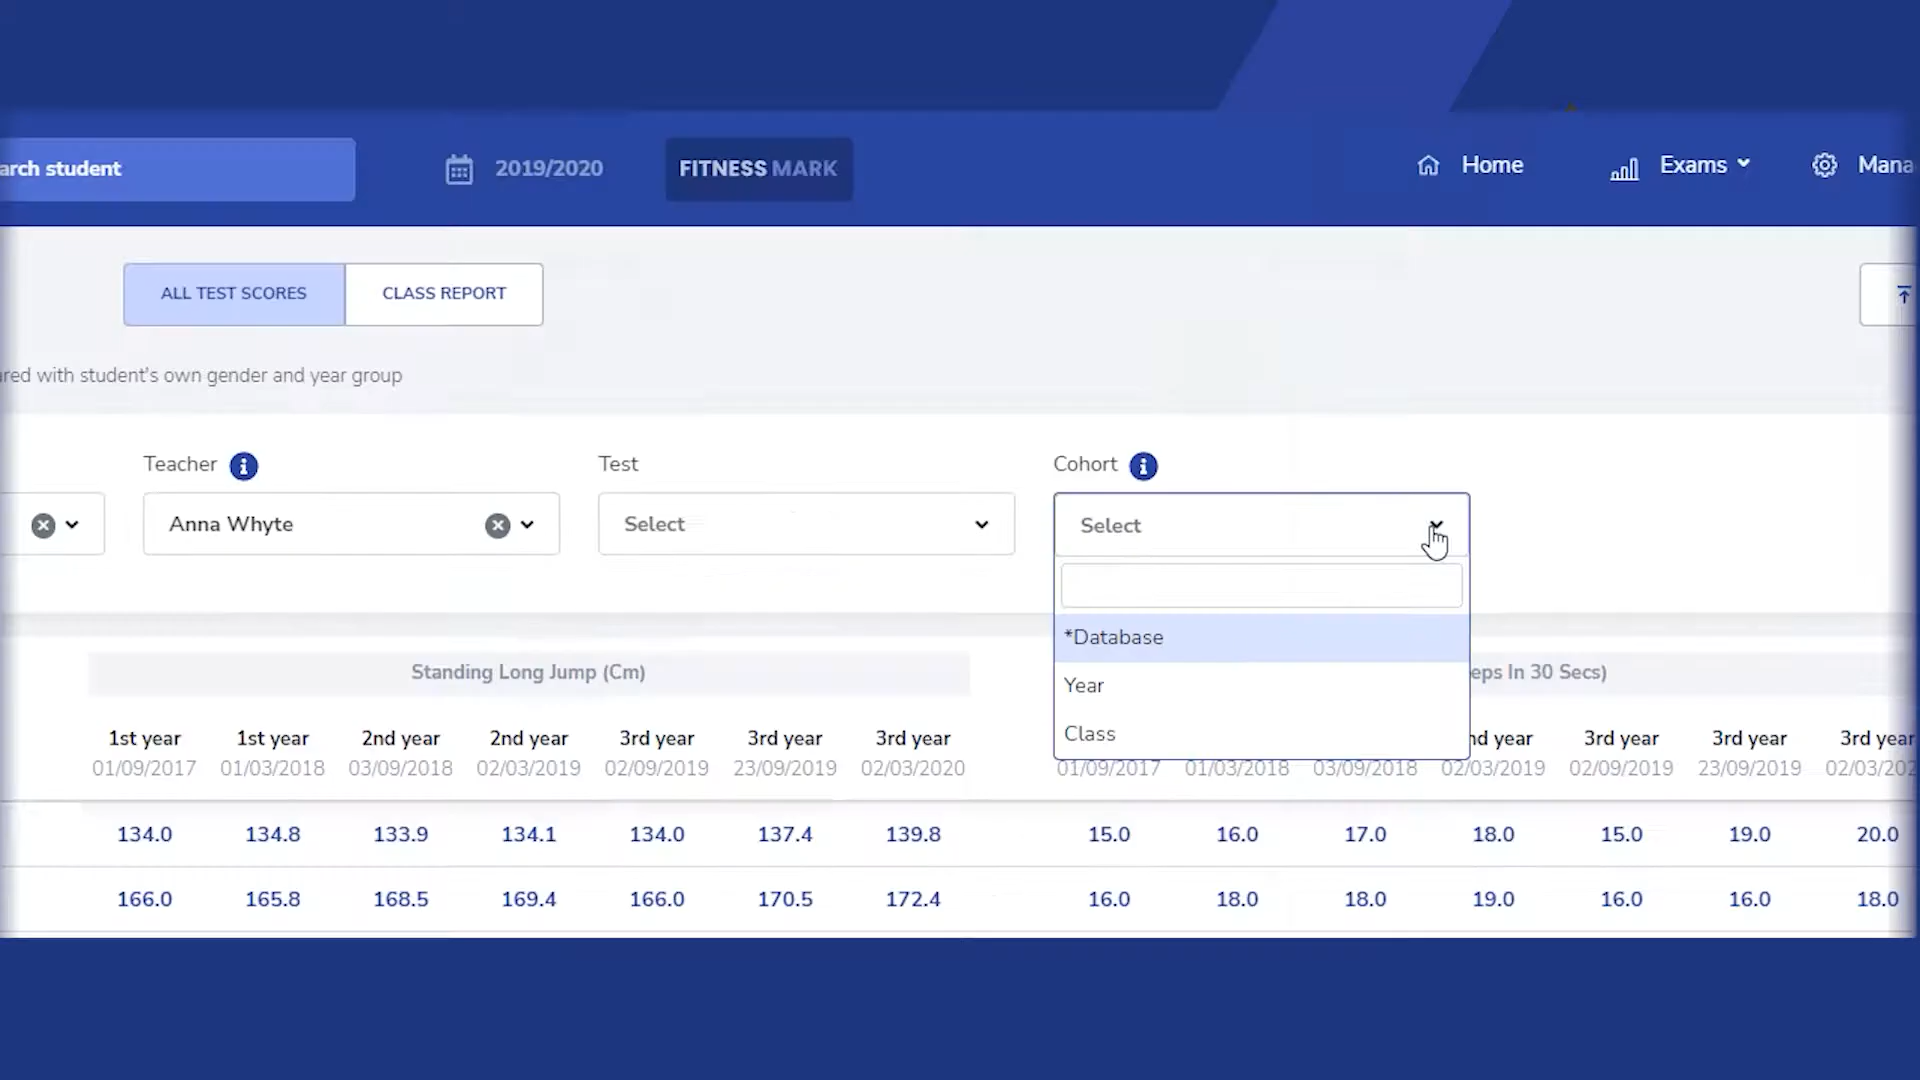 arch student
2019/2020
FITNESS MARK
Home
Exams
Mana
ALL TEST SCORES
CLASS REPORT
red with student's own gender and year group
Teacher
Test
Cohort
Anna Whyte
Select
Select
*Database
Year
Class
Standing Long Jump (Cm)
eps In 30 Secs)
1st year 1st year 2nd year 2nd year 3rd year 3rd year 3rd year nd year 3rd year 3rd year 3rd year
01/09/2017 01/03/2018 03/09/2018 02/03/2019 02/09/2019 23/09/2019 02/03/2020 01/09/2017 01/03/2018 03/09/2018 02/03/2019 02/09/2019 23/09/2019 02/03/202
134.0 134.8 133.9 134.1 134.0 137.4 139.8 15.0 16.0 17.0 18.0 15.0 19.0 20.0
166.0 165.8 168.5 169.4 166.0 170.5 172.4 16.0 18.0 18.0 19.0 16.0 16.0 18.0